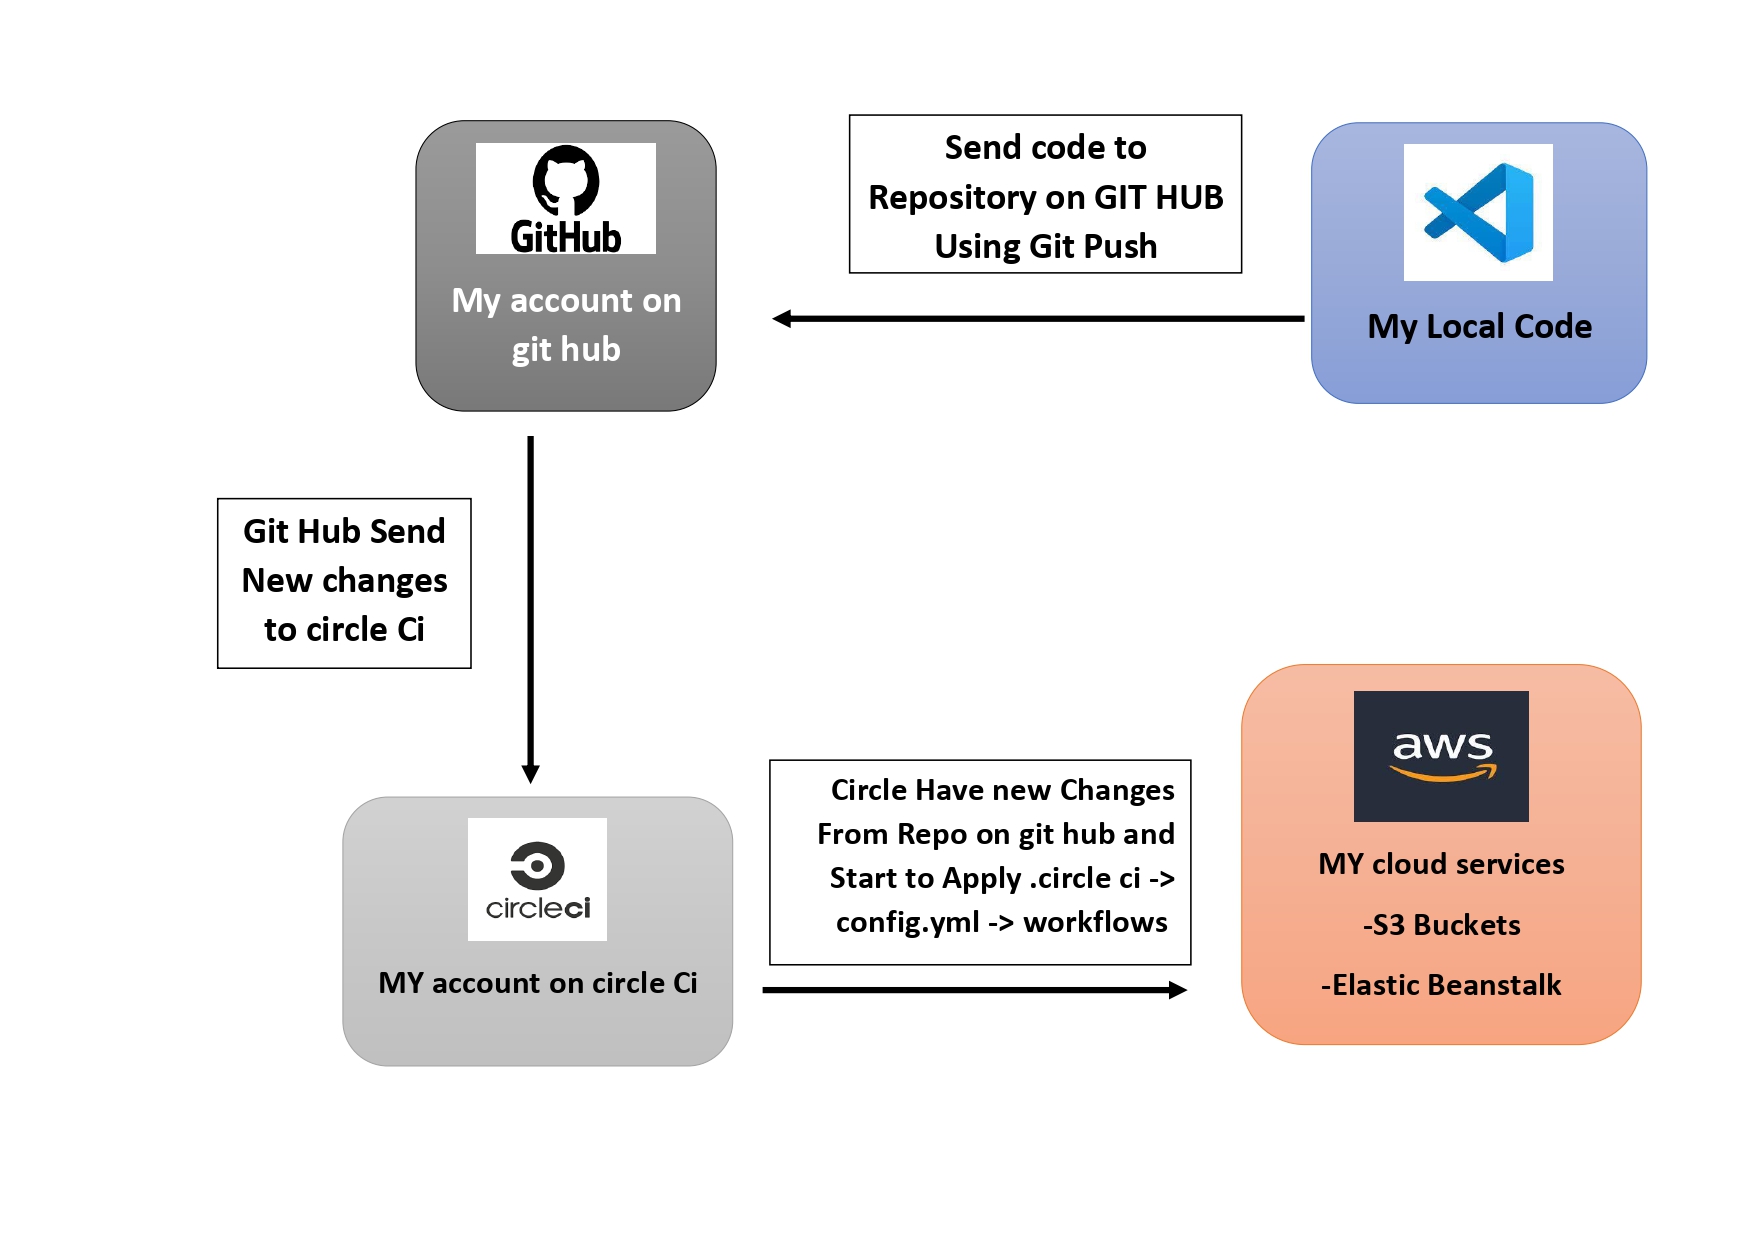 GitHub
My account on
git hub
Send code to
Repository on GIT HUB
Using Git Push
My Local Code
Git Hub Send
New changes
to circle Ci
circleci
MY account on circle Ci
Circle Have new Changes
From Repo on git hub and
Start to Apply .circle ci ->
config.yml -> workflows
aws
MY cloud services
-S3 Buckets
-Elastic Beanstalk